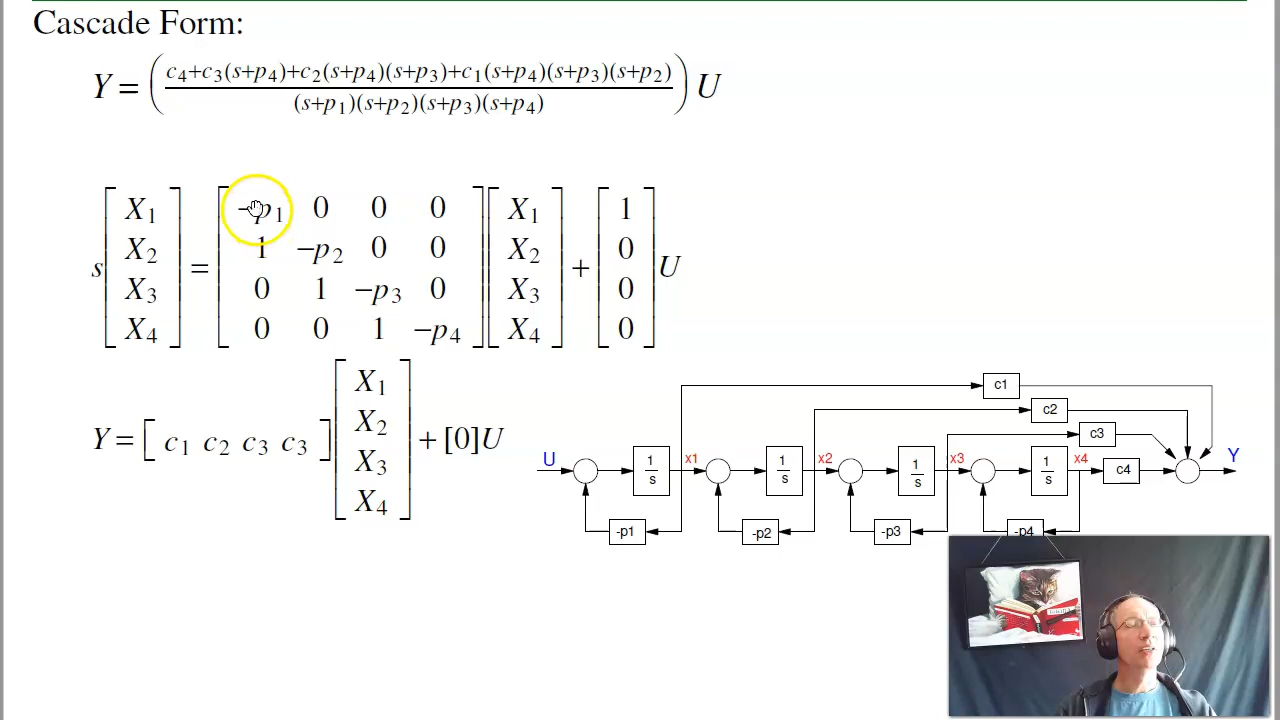 Cascade Form:
Y = ( c4+c3(s+p4)+c2(s+p4)(s+p3)+c1(s+p4)(s+p3)(s+p2) / (s+p1)(s+p2)(s+p3)(s+p4) ) U
s [ X1 ] = [ −p1 0 0 0 ] [ X1 ] + [ 1 ] U
[ X2 ] [ 1 −p2 0 0 ] [ X2 ] [ 0 ]
[ X3 ] [ 0 1 −p3 0 ] [ X3 ] [ 0 ]
[ X4 ] [ 0 0 1 −p4 ] [ X4 ] [ 0 ]
Y = [ c1 c2 c3 c3 ] [ X1 X2 X3 X4 ] + [0]U
c1
c2
c3
U 1/s x1 1/s x2 1/s x3 1/s x4 c4 Y
-p1 -p2 -p3 -p4